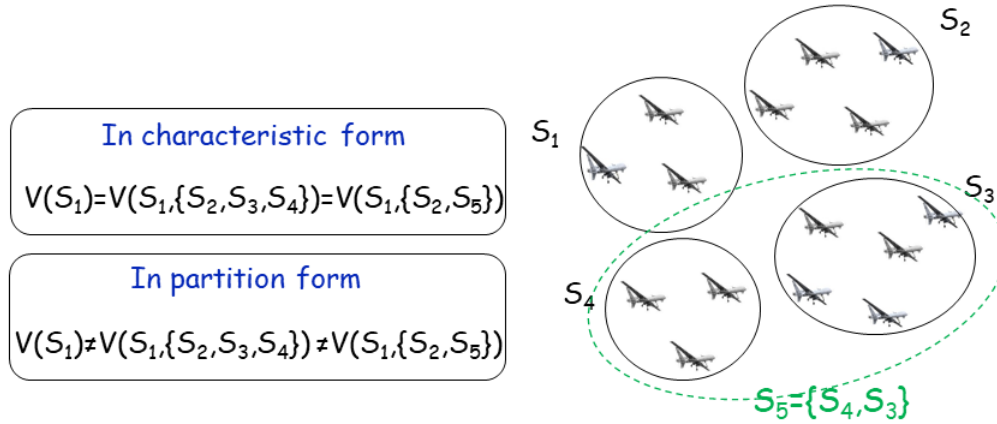 In characteristic form
V(S₁)=V(S₁,{S₂,S₃,S₄})=V(S₁,{S₂,S₅})
In partition form
V(S₁)≠V(S₁,{S₂,S₃,S₄}) ≠V(S₁,{S₂,S₅})
S₂
S₁
S₃
S₄
S₅={S₄,S₃}